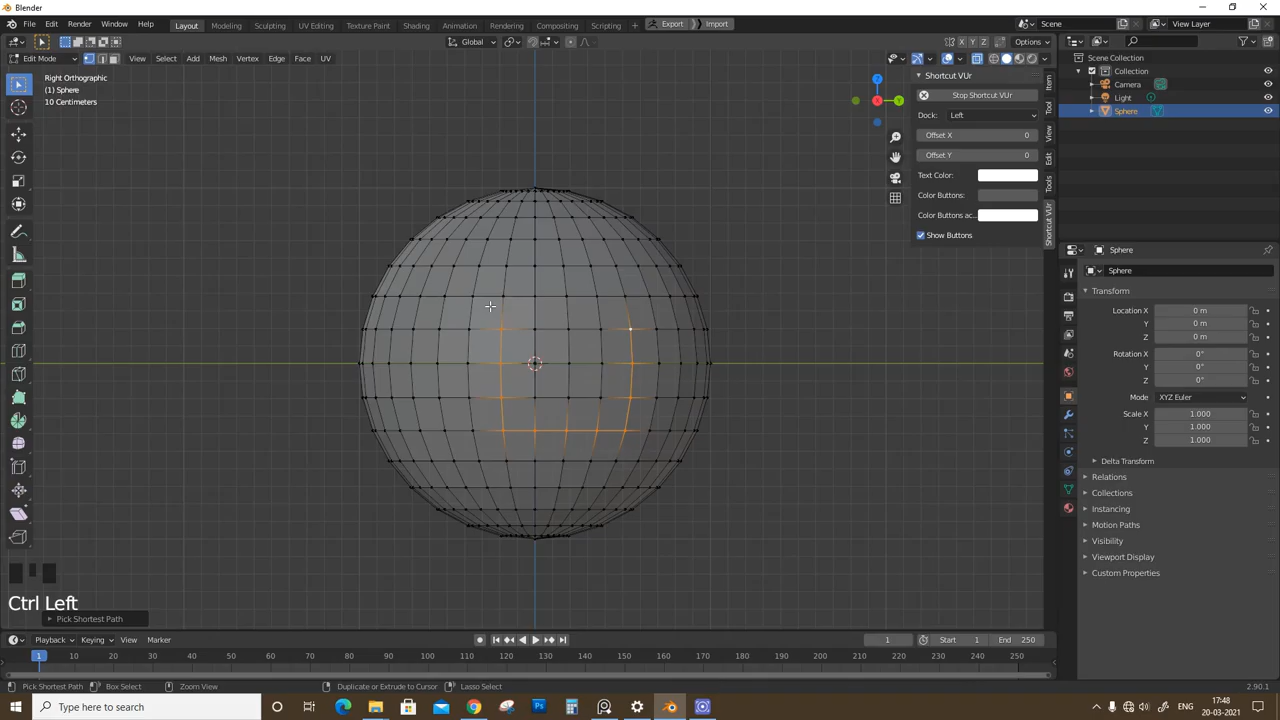 Blender
File Edit Render Window Help Layout Modeling Sculpting UV Editing Texture Paint Shading Animation Rendering Compositing Scripting + Export Import Scene View Layer
Global X Y Z Options
Edit Mode View Select Add Mesh Vertex Edge Face UV
Right Orthographic
(1) Sphere
10 Centimeters
Z
X
Y
Shortcut VUr
Stop Shortcut VUr
Dock: Left
Offset X 0
Offset Y 0
Text Color:
Color Buttons:
Color Buttons ac..
Show Buttons
Item
Tool
View
Edit
Tools
Shortcut VUr
Scene Collection
Collection
Camera
Light
Sphere
Sphere
Sphere
Transform
Location X 0 m
Y 0 m
Z 0 m
Rotation X 0°
Y 0°
Z 0°
Mode XYZ Euler
Scale X 1.000
Y 1.000
Z 1.000
Delta Transform
Relations
Collections
Instancing
Motion Paths
Visibility
Viewport Display
Custom Properties
Ctrl Left
Pick Shortest Path
Playback Keying View Marker 1 Start 1 End 250
1 10 20 30 40 50 60 70 80 90 100 110 120 130 140 150 160 170 180 190 200 210 220 230 240 250
Pick Shortest Path Box Select Zoom View Duplicate or Extrude to Cursor Lasso Select 2.90.1
Type here to search ENG 17:48
20-03-2021